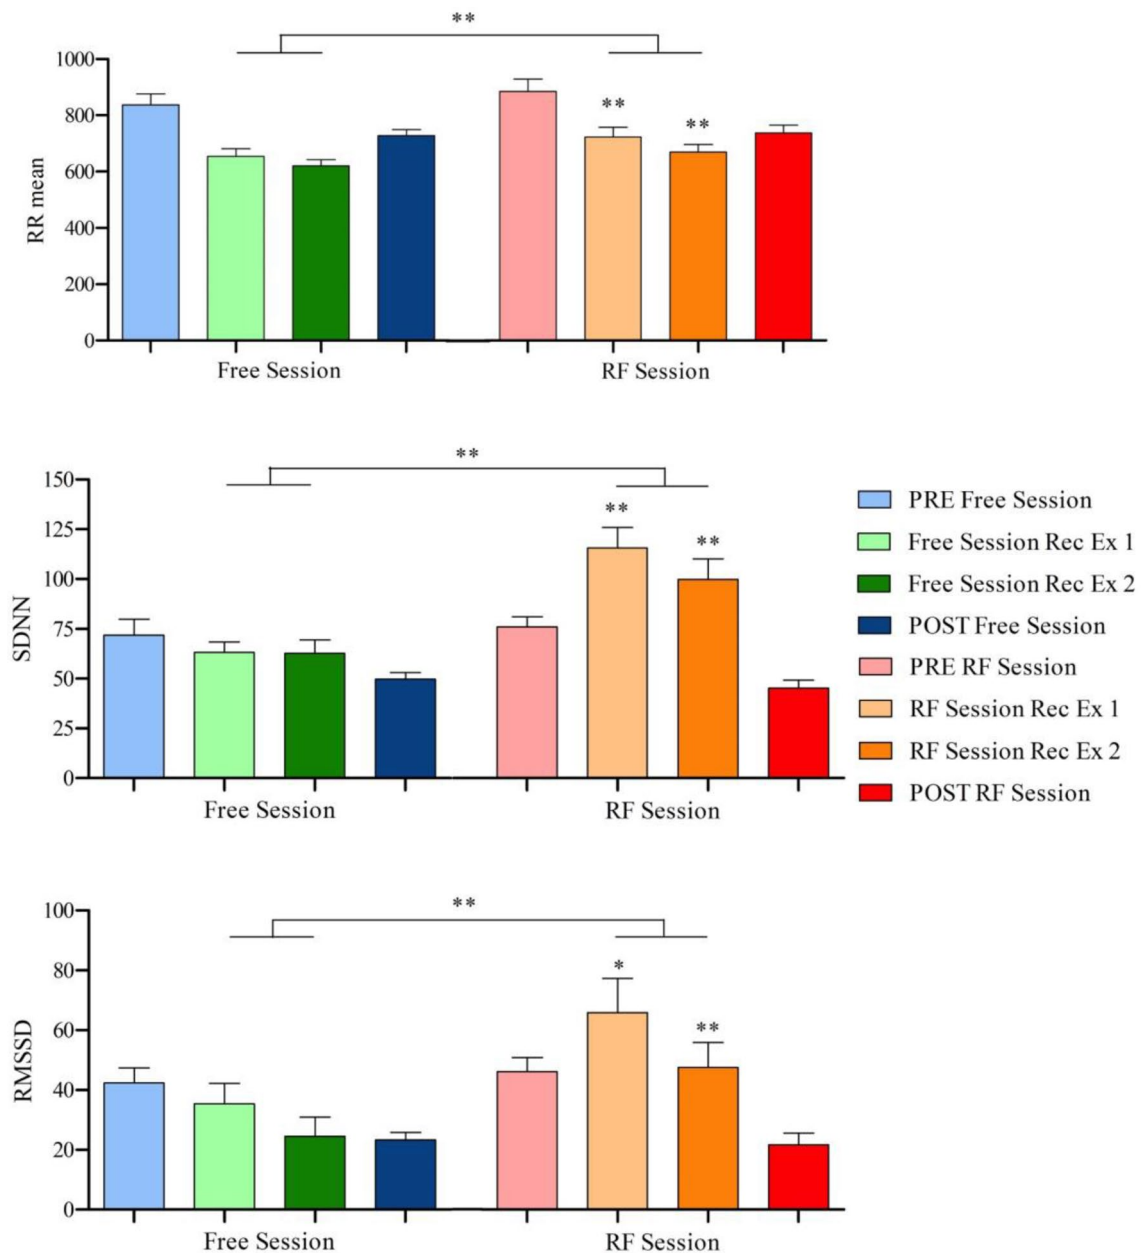 **
1000
800
600
400
200
0
RR mean
**
**
Free Session
RF Session
**
150
125
100
75
50
25
0
SDNN
**
**
Free Session
RF Session
PRE Free Session
Free Session Rec Ex 1
Free Session Rec Ex 2
POST Free Session
PRE RF Session
RF Session Rec Ex 1
RF Session Rec Ex 2
POST RF Session
**
100
80
60
40
20
0
RMSSD
*
**
Free Session
RF Session